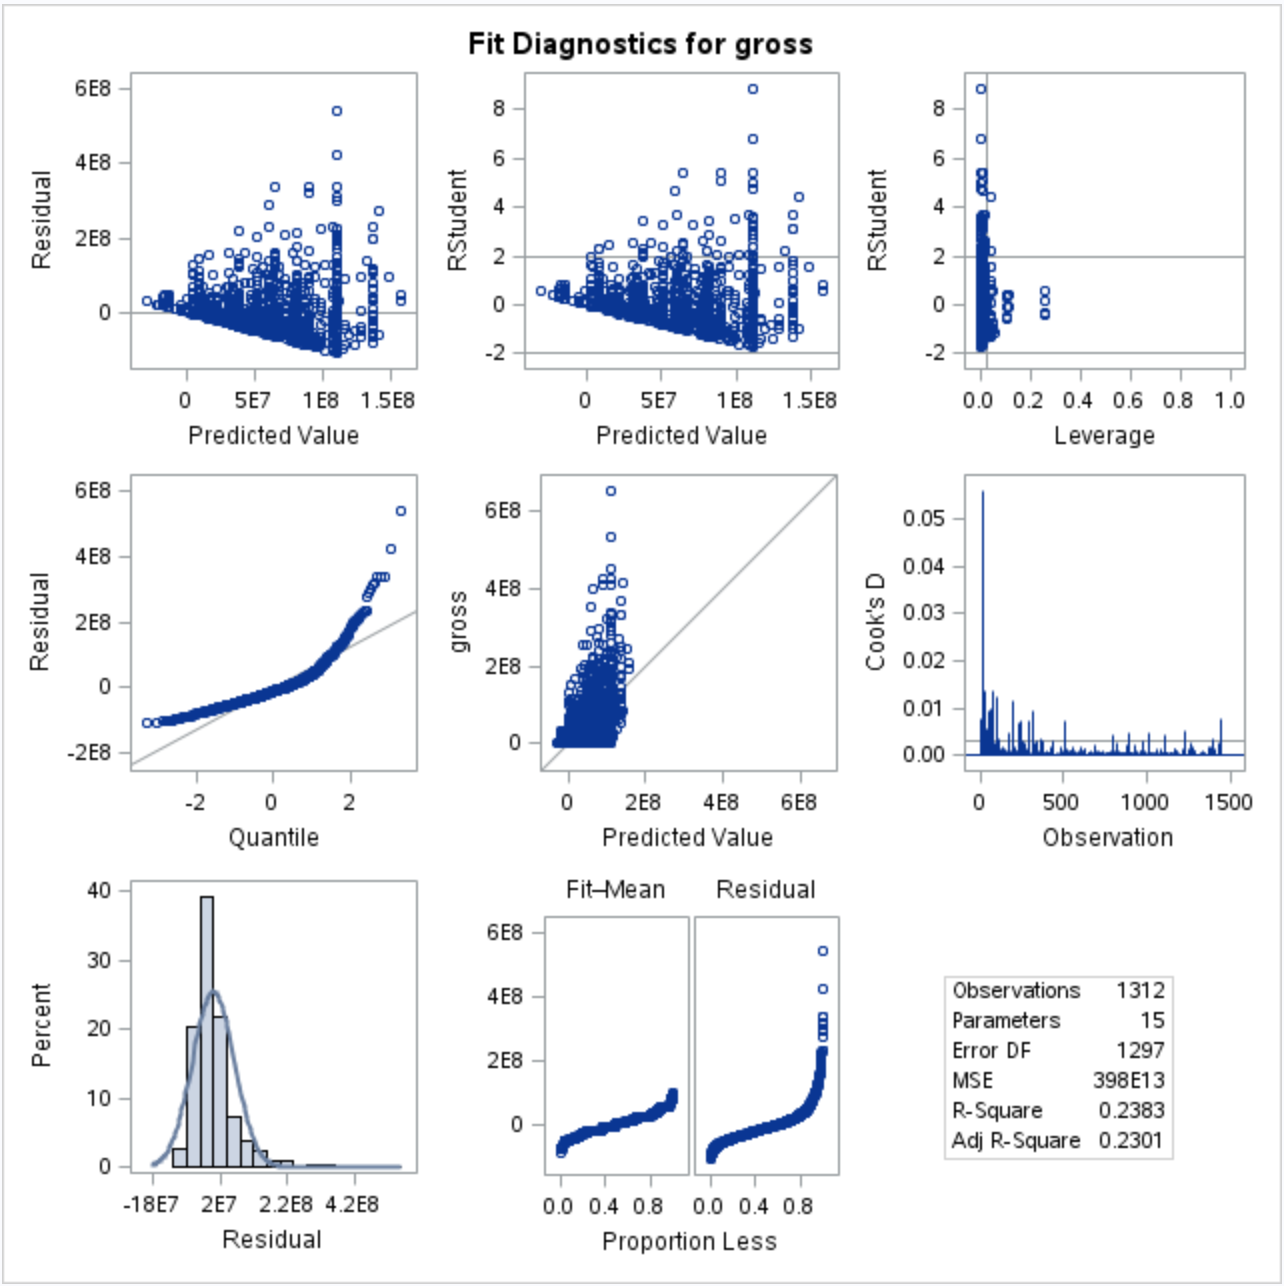 Fit Diagnostics for gross
Residual
6E8
4E8
2E8
0
0 5E7 1E8 1.5E8
Predicted Value
RStudent
8
6
4
2
0
-2
0 5E7 1E8 1.5E8
Predicted Value
RStudent
8
6
4
2
0
-2
0.0 0.2 0.4 0.6 0.8 1.0
Leverage
Residual
6E8
4E8
2E8
0
-2E8
-2 0 2
Quantile
gross
6E8
4E8
2E8
0
0 2E8 4E8 6E8
Predicted Value
Cook's D
0.05
0.04
0.03
0.02
0.01
0.00
0 500 1000 1500
Observation
Percent
40
30
20
10
0
-18E7 2E7 2.2E8 4.2E8
Residual
Fit–Mean Residual
6E8
4E8
2E8
0
0.0 0.4 0.8 0.0 0.4 0.8
Proportion Less
Observations 1312
Parameters 15
Error DF 1297
MSE 398E13
R-Square 0.2383
Adj R-Square 0.2301